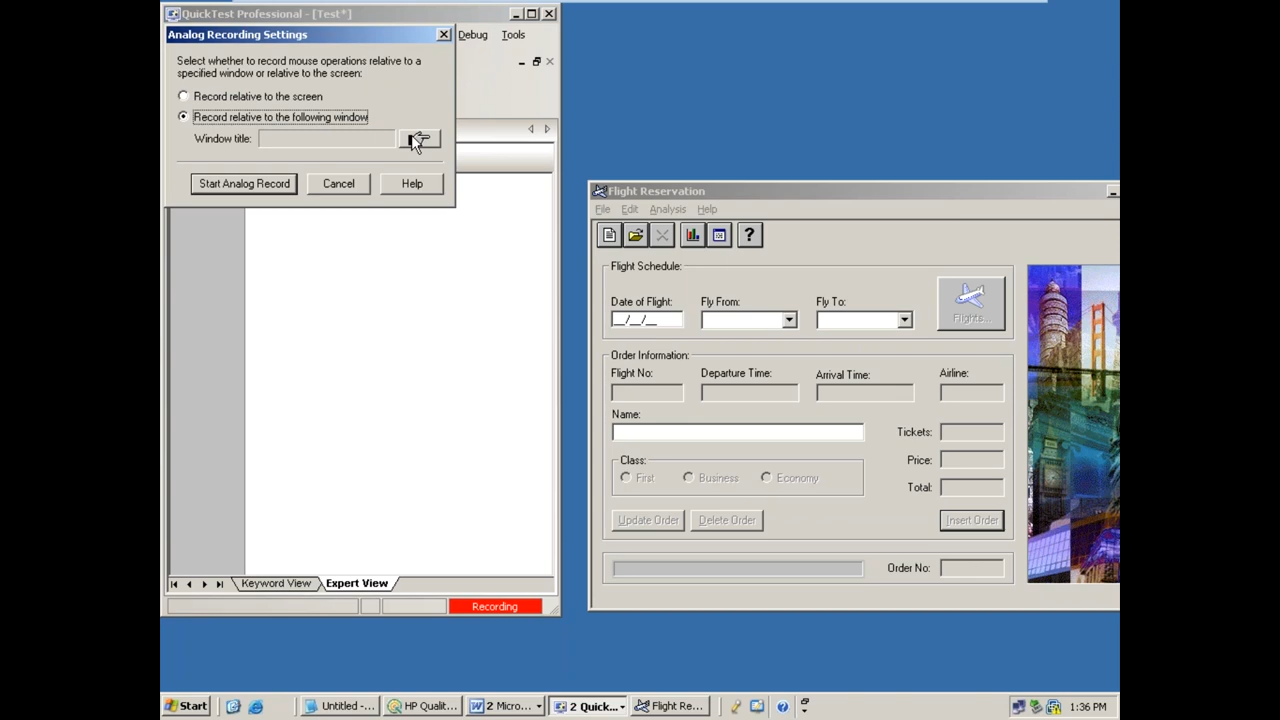 QuickTest Professional - [Test*]
Analog Recording Settings
Debug Tools
Select whether to record mouse operations relative to a
specified window or relative to the screen:
Record relative to the screen
Record relative to the following window
Window title:
Start Analog Record Cancel Help
Flight Reservation
File Edit Analysis Help
?
Flight Schedule:
Date of Flight: Fly From: Fly To:
__/__/__
Flights...
Order Information:
Flight No: Departure Time: Arrival Time: Airline:
Name:
Tickets:
Class:
Price:
First Business Economy
Total:
Update Order Delete Order Insert Order
Order No:
Keyword View Expert View
Recording
Start Untitled -... HP Qualit... 2 Micro... 2 Quick... Flight Re... ? 1:36 PM